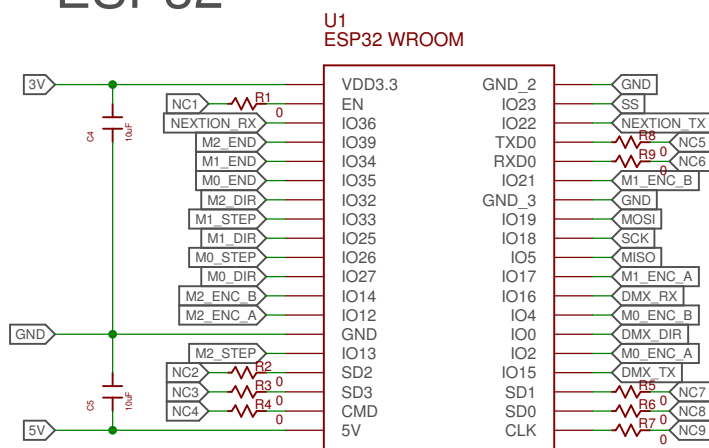 ESP32
U1
ESP32 WROOM
3V
VDD3.3
GND_2
GND
NC1
R1
0
EN
IO23
SS
NEXTION_RX
IO36
IO22
NEXTION_TX
C4
10uF
M2_END
IO39
TXD0
R8
0
NC5
M1_END
IO34
RXD0
R9
0
NC6
M0_END
IO35
IO21
M1_ENC_B
M2_DIR
IO32
GND_3
GND
M1_STEP
IO33
IO19
MOSI
M1_DIR
IO25
IO18
SCK
M0_STEP
IO26
IO5
MISO
M0_DIR
IO27
IO17
M1_ENC_A
M2_ENC_B
IO14
IO16
DMX_RX
M2_ENC_A
IO12
IO4
M0_ENC_B
GND
GND
IO0
DMX_DIR
M2_STEP
IO13
IO2
M0_ENC_A
NC2
R2
0
SD2
IO15
DMX_TX
C5
10uF
NC3
R3
0
SD3
SD1
R5
0
NC7
NC4
R4
0
CMD
SD0
R6
0
NC8
5V
5V
CLK
R7
0
NC9